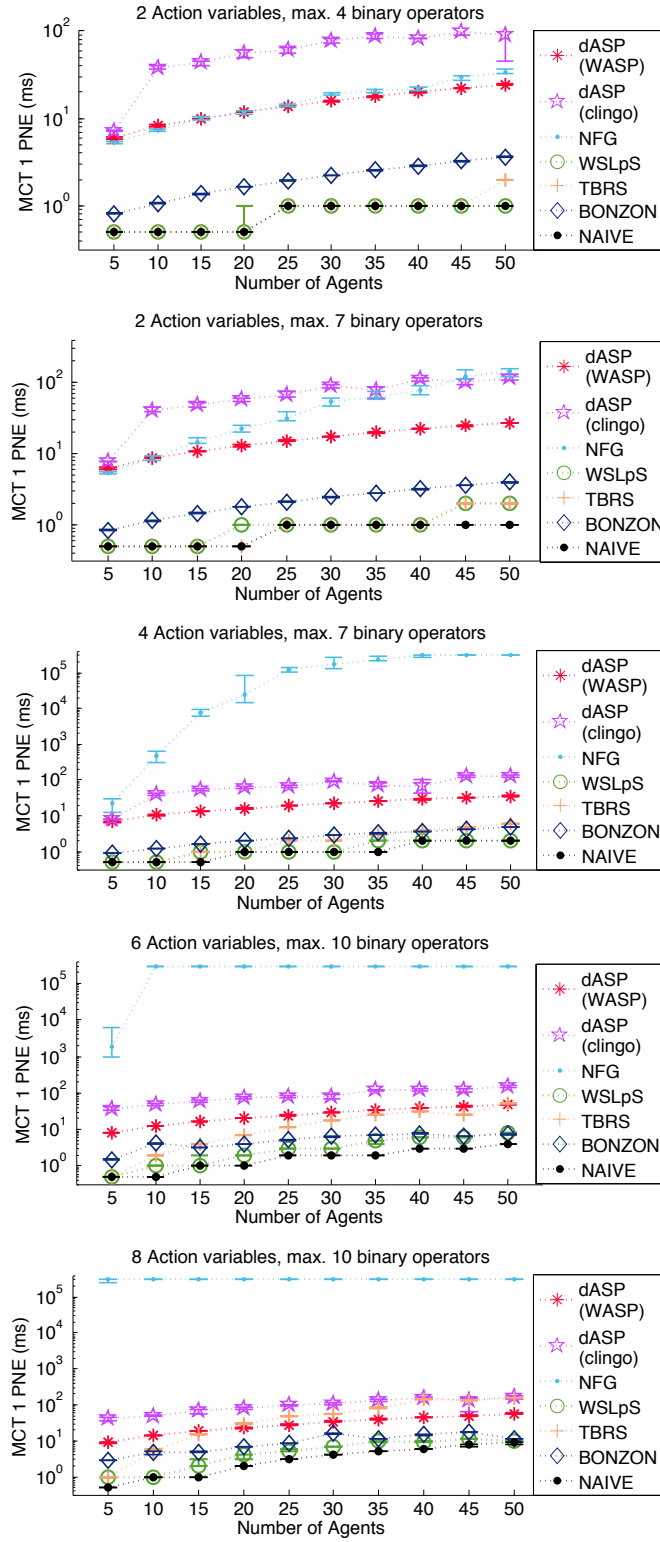 2 Action variables, max. 4 binary operators
MCT 1 PNE (ms)
10^2
10^1
10^0
5 10 15 20 25 30 35 40 45 50
Number of Agents
dASP
(WASP)
dASP
(clingo)
NFG
WSLpS
TBRS
BONZON
NAIVE
2 Action variables, max. 7 binary operators
MCT 1 PNE (ms)
10^2
10^1
10^0
5 10 15 20 25 30 35 40 45 50
Number of Agents
dASP
(WASP)
dASP
(clingo)
NFG
WSLpS
TBRS
BONZON
NAIVE
4 Action variables, max. 7 binary operators
MCT 1 PNE (ms)
10^5
10^4
10^3
10^2
10^1
10^0
5 10 15 20 25 30 35 40 45 50
Number of Agents
dASP
(WASP)
dASP
(clingo)
NFG
WSLpS
TBRS
BONZON
NAIVE
6 Action variables, max. 10 binary operators
MCT 1 PNE (ms)
10^5
10^4
10^3
10^2
10^1
10^0
5 10 15 20 25 30 35 40 45 50
Number of Agents
dASP
(WASP)
dASP
(clingo)
NFG
WSLpS
TBRS
BONZON
NAIVE
8 Action variables, max. 10 binary operators
MCT 1 PNE (ms)
10^5
10^4
10^3
10^2
10^1
10^0
5 10 15 20 25 30 35 40 45 50
Number of Agents
dASP
(WASP)
dASP
(clingo)
NFG
WSLpS
TBRS
BONZON
NAIVE